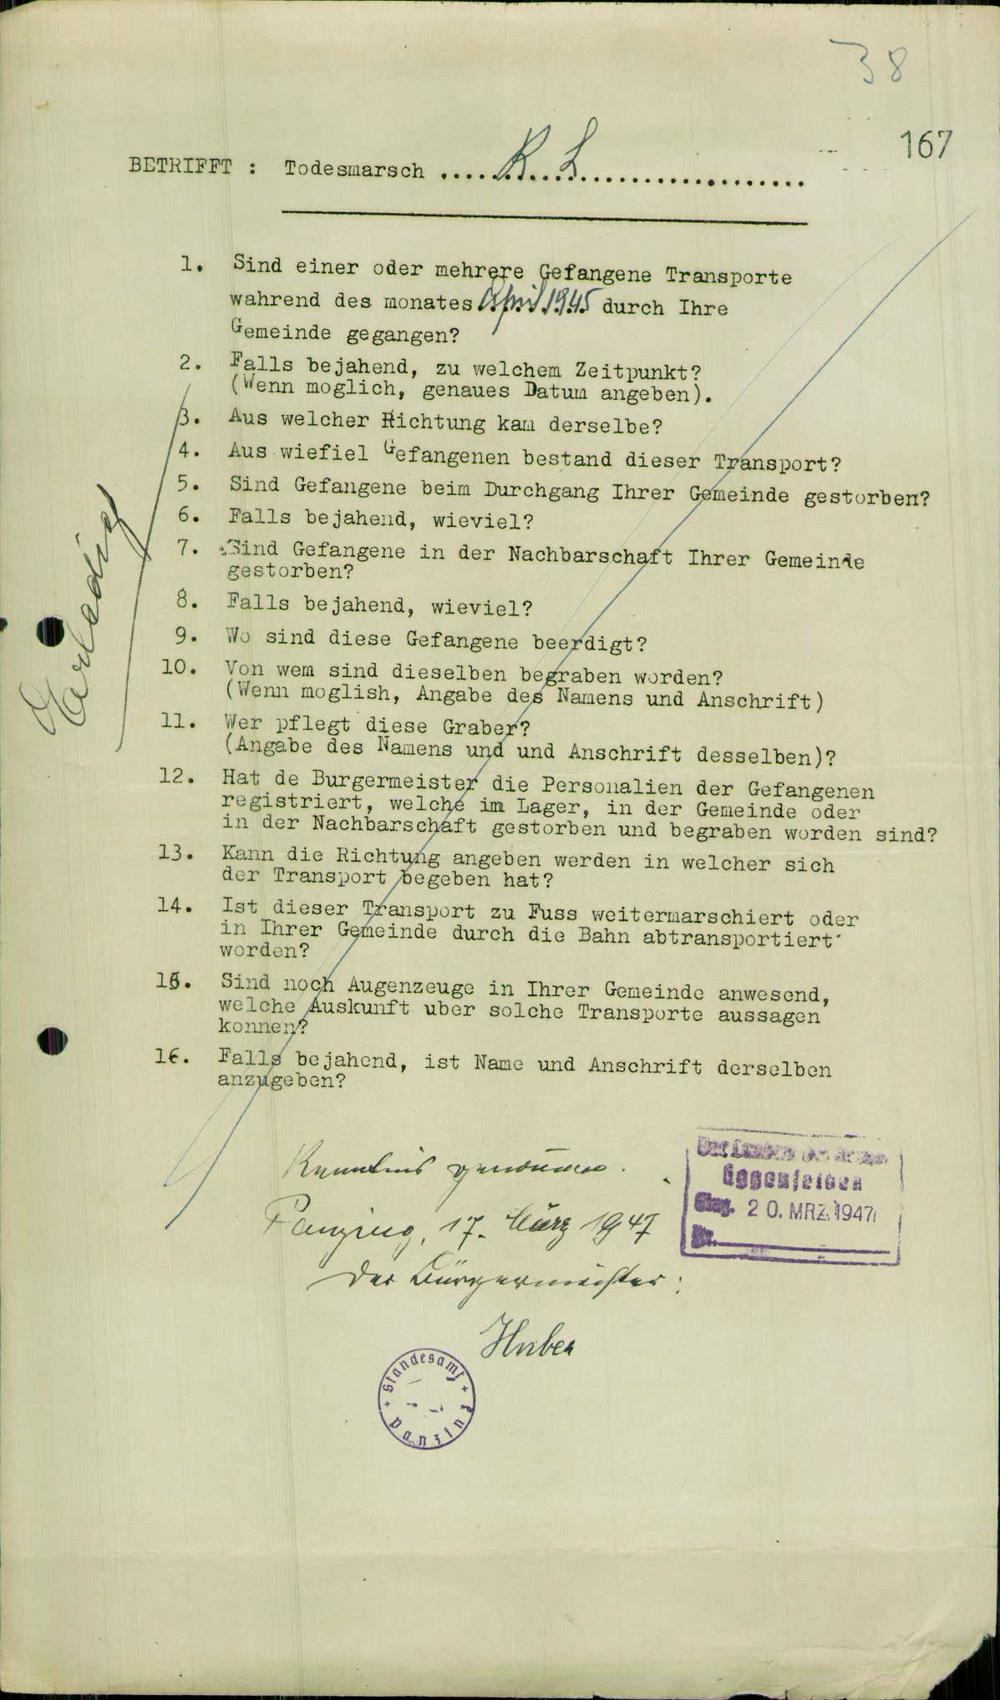 38
167
BETRIFFT : Todesmarsch ..... R. L. ..................
1. Sind einer oder mehrere Gefangene Transporte
wahrend des monates April 1945 durch Ihre
Gemeinde gegangen?
2. Falls bejahend, zu welchem Zeitpunkt?
(Wenn moglich, genaues Datum angeben).
3. Aus welcher Richtung kam derselbe?
4. Aus wiefiel Gefangenen bestand dieser Transport?
5. Sind Gefangene beim Durchgang Ihrer Gemeinde gestorben?
6. Falls bejahend, wieviel?
7. Sind Gefangene in der Nachbarschaft Ihrer Gemeinde
gestorben?
8. Falls bejahend, wieviel?
9. Wo sind diese Gefangene beerdigt?
10. Von wem sind dieselben begraben worden?
(Wenn moglish, Angabe des Namens und Anschrift)
11. Wer pflegt diese Graber?
(Angabe des Namens und und Anschrift desselben)?
12. Hat de Burgermeister die Personalien der Gefangenen
registriert, welche im Lager, in der Gemeinde oder
in der Nachbarschaft gestorben und begraben worden sind?
13. Kann die Richtung angeben werden in welcher sich
der Transport begeben hat?
14. Ist dieser Transport zu Fuss weitermarschiert oder
in Ihrer Gemeinde durch die Bahn abtransportiert
worden?
15. Sind noch Augenzeuge in Ihrer Gemeinde anwesend,
welche Auskunft uber solche Transporte aussagen
konnen?
16. Falls bejahend, ist Name und Anschrift derselben
anzugeben?
Kenntnis genommen.
Panzing, 17. März 1947
Der Bürgermeister:
Huber
Eggenfelden
Eing. 20. MRZ. 1947
Nr.
Standesamt
Panzing